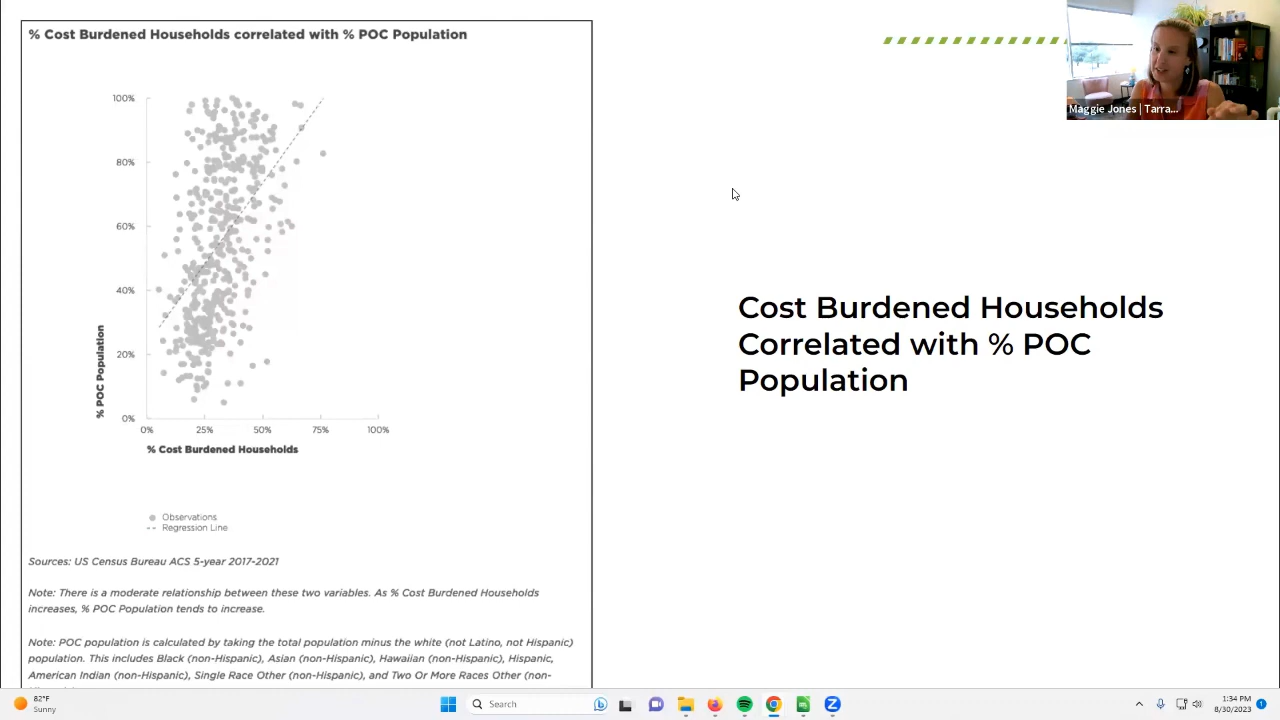 % Cost Burdened Households correlated with % POC Population
100%
80%
60%
40%
20%
0%
% POC Population
0% 25% 50% 75% 100%
% Cost Burdened Households
Observations
Regression Line
Sources: US Census Bureau ACS 5-year 2017-2021
Note: There is a moderate relationship between these two variables. As % Cost Burdened Households
increases, % POC Population tends to increase.
Note: POC population is calculated by taking the total population minus the white (not Latino, not Hispanic)
population. This includes Black (non-Hispanic), Asian (non-Hispanic), Hawaiian (non-Hispanic), Hispanic,
American Indian (non-Hispanic), Single Race Other (non-Hispanic), and Two Or More Races Other (non-
Maggie Jones | Tarra...
Cost Burdened Households
Correlated with % POC
Population
82°F
Sunny
Search
1:34 PM
8/30/2023